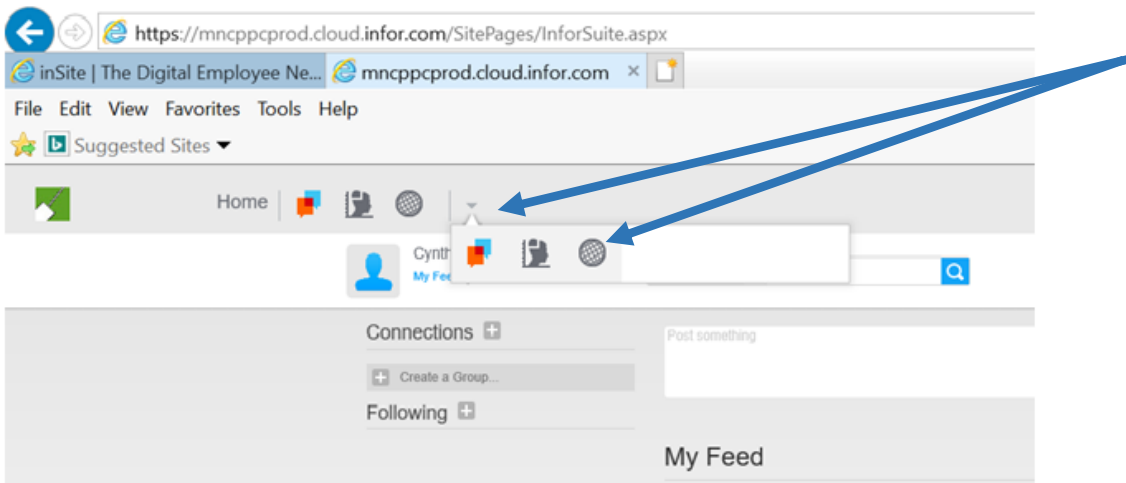 https://mncppcprod.cloud.infor.com/SitePages/InforSuite.aspx
inSite | The Digital Employee Ne... mncppcprod.cloud.infor.com ×
File Edit View Favorites Tools Help
Suggested Sites
Home
Cynth
My Fee
Connections
Post something
Create a Group...
Following
My Feed